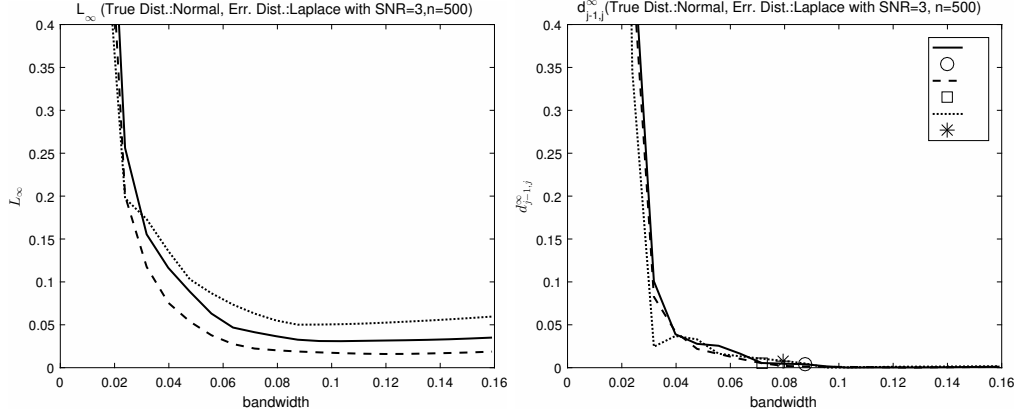 L_∞ (True Dist.:Normal, Err. Dist.:Laplace with SNR=3,n=500)
0.4
0.35
0.3
0.25
0.2
0.15
0.1
0.05
0
L∞
0 0.02 0.04 0.06 0.08 0.1 0.12 0.14 0.16
bandwidth
d^∞_{j-1,j}(True Dist.:Normal, Err. Dist.:Laplace with SNR=3, n=500)
0.4
0.35
0.3
0.25
0.2
0.15
0.1
0.05
0
d^∞_{j−1,j}
0 0.02 0.04 0.06 0.08 0.1 0.12 0.14 0.16
bandwidth